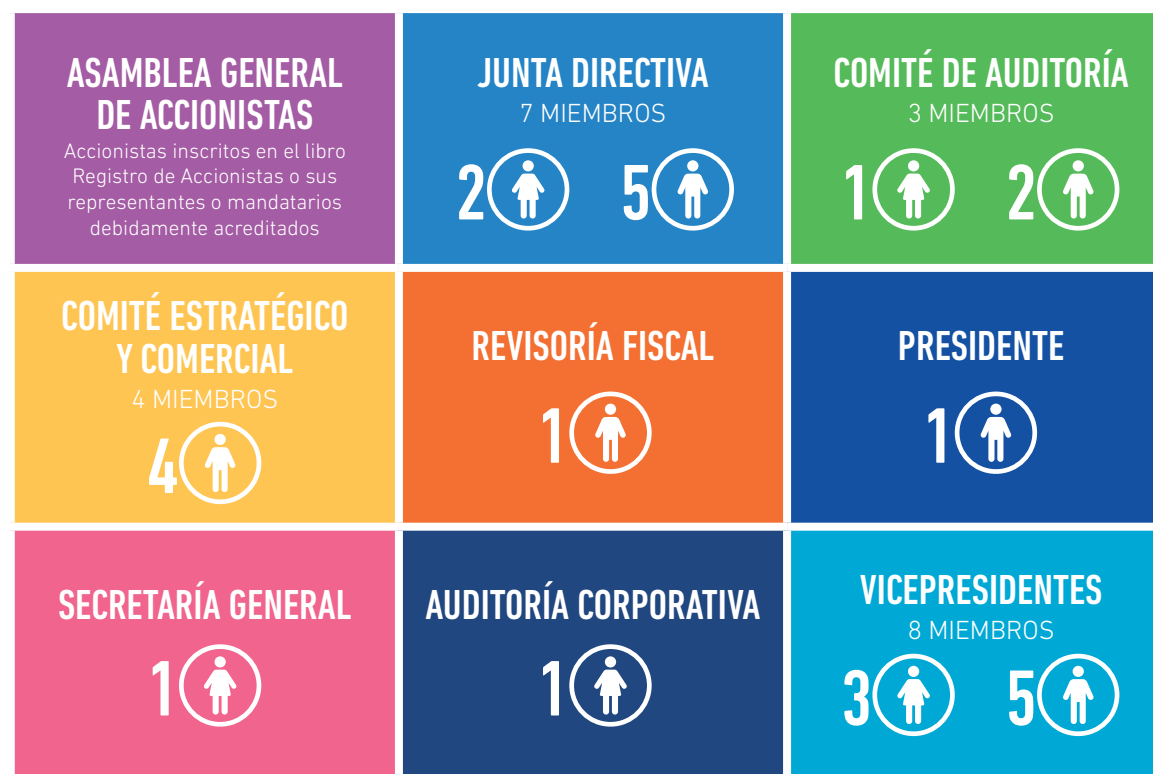 ASAMBLEA GENERAL
DE ACCIONISTAS
Accionistas inscritos en el libro
Registro de Accionistas o sus
representantes o mandatarios
debidamente acreditados
JUNTA DIRECTIVA
7 MIEMBROS
2 5
COMITÉ DE AUDITORÍA
3 MIEMBROS
1 2
COMITÉ ESTRATÉGICO
Y COMERCIAL
4 MIEMBROS
4
REVISORÍA FISCAL
1
PRESIDENTE
1
SECRETARÍA GENERAL
1
AUDITORÍA CORPORATIVA
1
VICEPRESIDENTES
8 MIEMBROS
3 5